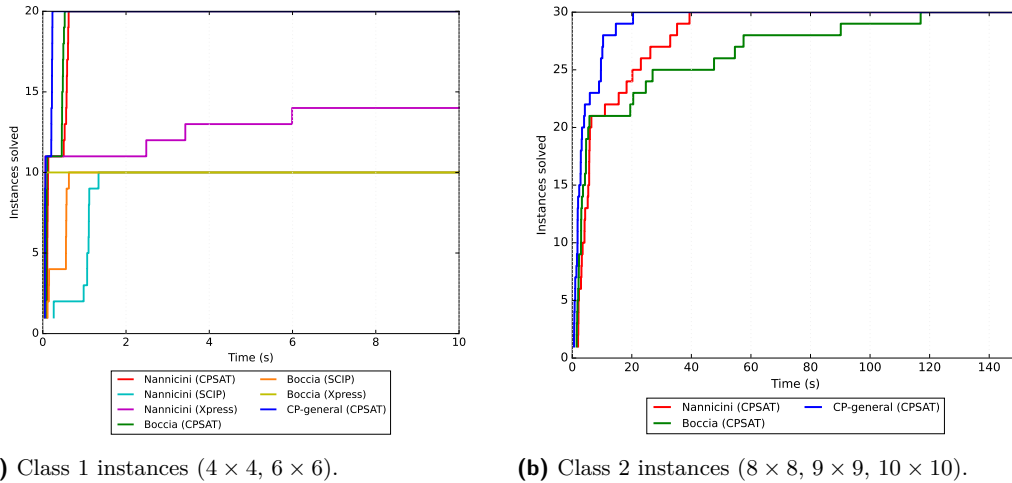 20
15
10
5
0
Instances solved
0 2 4 6 8 10
Time (s)
Nannicini (CPSAT)
Nannicini (SCIP)
Nannicini (Xpress)
Boccia (CPSAT)
Boccia (SCIP)
Boccia (Xpress)
CP-general (CPSAT)
) Class 1 instances (4 × 4, 6 × 6).
30
25
20
15
10
5
0
Instances solved
0 20 40 60 80 100 120 140
Time (s)
Nannicini (CPSAT)
Boccia (CPSAT)
CP-general (CPSAT)
(b) Class 2 instances (8 × 8, 9 × 9, 10 × 10).